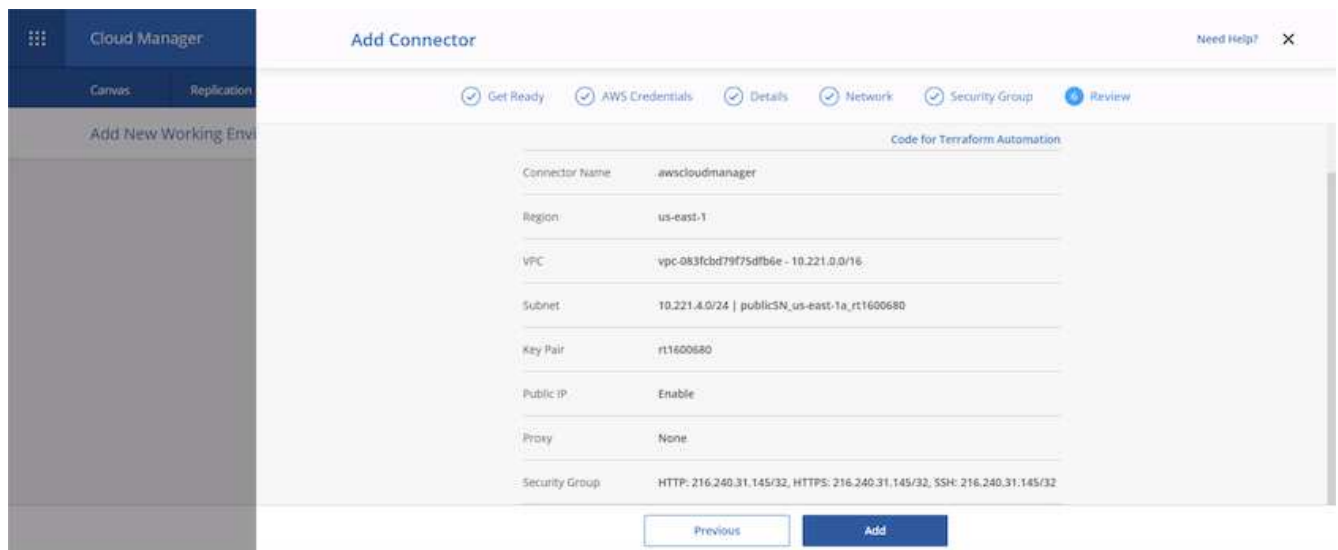 Cloud Manager
Add Connector
Need Help?
Canvas
Replication
Get Ready
AWS Credentials
Details
Network
Security Group
6 Review
Add New Working Envi
Code for Terraform Automation
Connector Name awscloudmanager
Region us-east-1
VPC vpc-083fcbd79f75dfb6e - 10.221.0.0/16
Subnet 10.221.4.0/24 | publicSN_us-east-1a_rt1600680
Key Pair rt1600680
Public IP Enable
Proxy None
Security Group HTTP: 216.240.31.145/32, HTTPS: 216.240.31.145/32, SSH: 216.240.31.145/32
Previous
Add